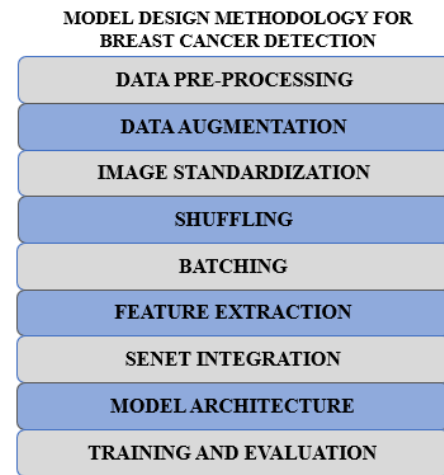 MODEL DESIGN METHODOLOGY FOR
BREAST CANCER DETECTION
DATA PRE-PROCESSING
DATA AUGMENTATION
IMAGE STANDARDIZATION
SHUFFLING
BATCHING
FEATURE EXTRACTION
SENET INTEGRATION
MODEL ARCHITECTURE
TRAINING AND EVALUATION